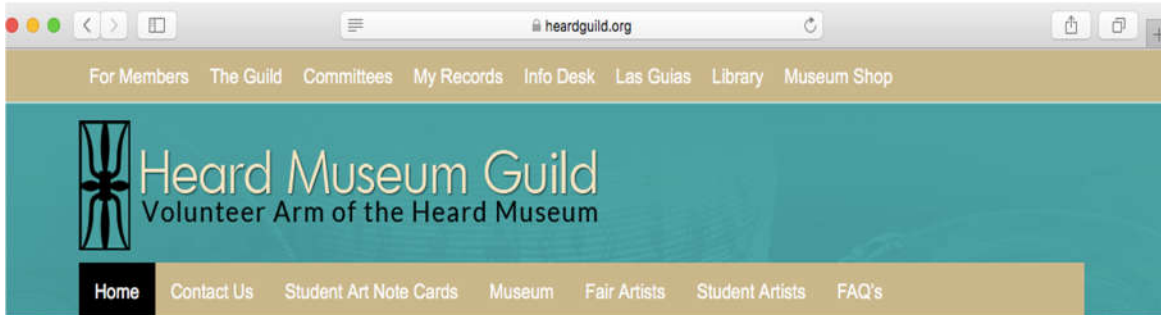 heardguild.org
For Members The Guild Committees My Records Info Desk Las Guias Library Museum Shop
Heard Museum Guild
Volunteer Arm of the Heard Museum
Home Contact Us Student Art Note Cards Museum Fair Artists Student Artists FAQ's